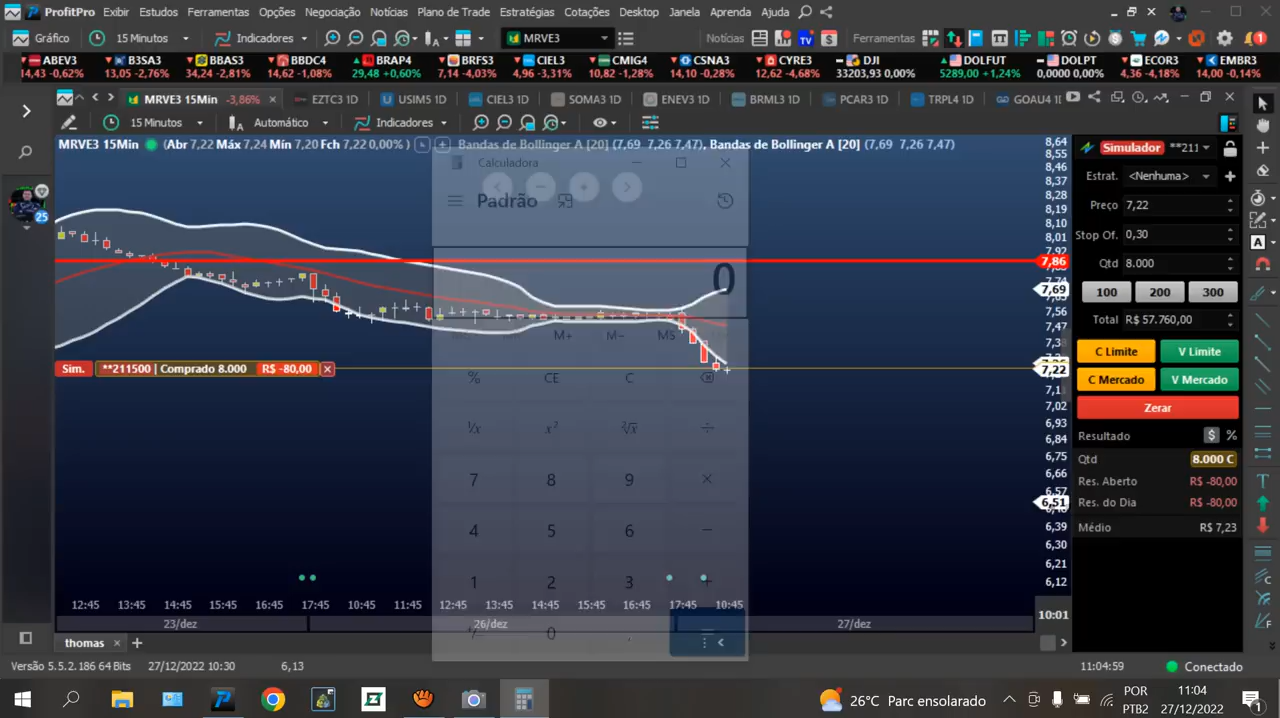 ProfitPro Exibir Estudos Ferramentas Opções Negociação Notícias Plano de Trade Estratégias Cotações Desktop Janela Aprenda Ajuda
Gráfico 15 Minutos Indicadores MRVE3 Notícias Ferramentas
ABEV3 B3SA3 BBAS3 BBDC4 BRAP4 BRFS3 CIEL3 CMIG4 CSNA3 CYRE3 DJI DOLFUT DOLPT ECOR3 EMBR3
14,43 -0,62% 13,05 -2,76% 34,24 -2,81% 14,62 -1,08% 29,48 +0,60% 7,14 -4,03% 4,96 -3,31% 10,82 -1,28% 14,10 -0,28% 12,62 -4,68% 33203,93 0,00% 5289,00 +1,24% 0,0000 0,00% 4,36 -4,18% 14,00 -0,14%
MRVE3 15Min -3,86% EZTC3 1D USIM5 1D CIEL3 1D SOMA3 1D ENEV3 1D BRML3 1D PCAR3 1D TRPL4 1D GOAU4 1D
15 Minutos Automático Indicadores
MRVE3 15Min (Abr 7,22 Máx 7,24 Mín 7,20 Fch 7,22 0,00%) Bandas de Bollinger A [20] (7,69 7,26 7,47), Bandas de Bollinger A [20] (7,69 7,26 7,47)
Calculadora
Padrão
0
M+ M- MS
% CE C
1/x x² ²√x ÷
7 8 9 ×
4 5 6 −
1 2 3 +
+/− 0 , =
25
Sim. **211500 | Comprado 8.000 R$ -80,00
8,64
8,55
8,46
8,37
8,28
8,19
8,10
8,01
7,86
7,74
7,69
7,56
7,47
7,22
7,02
6,93
6,84
6,75
6,66
6,57
6,51
6,39
6,30
6,21
6,12
10:01
12:45 13:45 14:45 15:45 16:45 17:45 10:45 11:45 12:45 13:45 14:45 15:45 16:45 17:45 10:45
23/dez 26/dez 27/dez
thomas
Simulador **211
Estrat. <Nenhuma>
Preço 7,22
Stop Of. 0,30
Qtd 8.000
100 200 300
Total R$ 57.760,00
C Limite V Limite
C Mercado V Mercado
Zerar
Resultado $ %
Qtd 8.000 C
Res. Aberto R$ -80,00
Res. do Dia R$ -80,00
Médio R$ 7,23
Versão 5.5.2.186 64 Bits 27/12/2022 10:30 6,13 11:04:59 Conectado
26°C Parc ensolarado POR 11:04
PTB2 27/12/2022 1